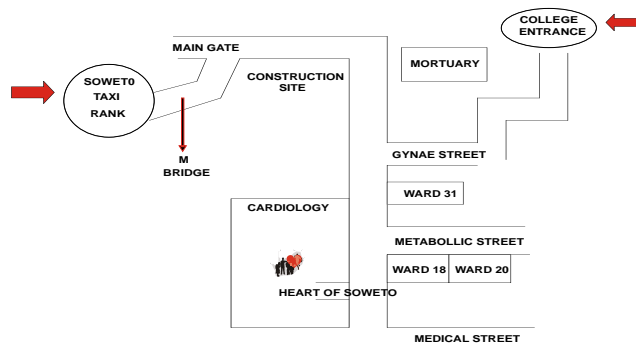 COLLEGE
ENTRANCE
MAIN GATE
MORTUARY
SOWET0
TAXI
RANK
CONSTRUCTION
SITE
M
BRIDGE
GYNAE STREET
WARD 31
CARDIOLOGY
METABOLLIC STREET
WARD 18
WARD 20
HEART OF SOWETO
MEDICAL STREET